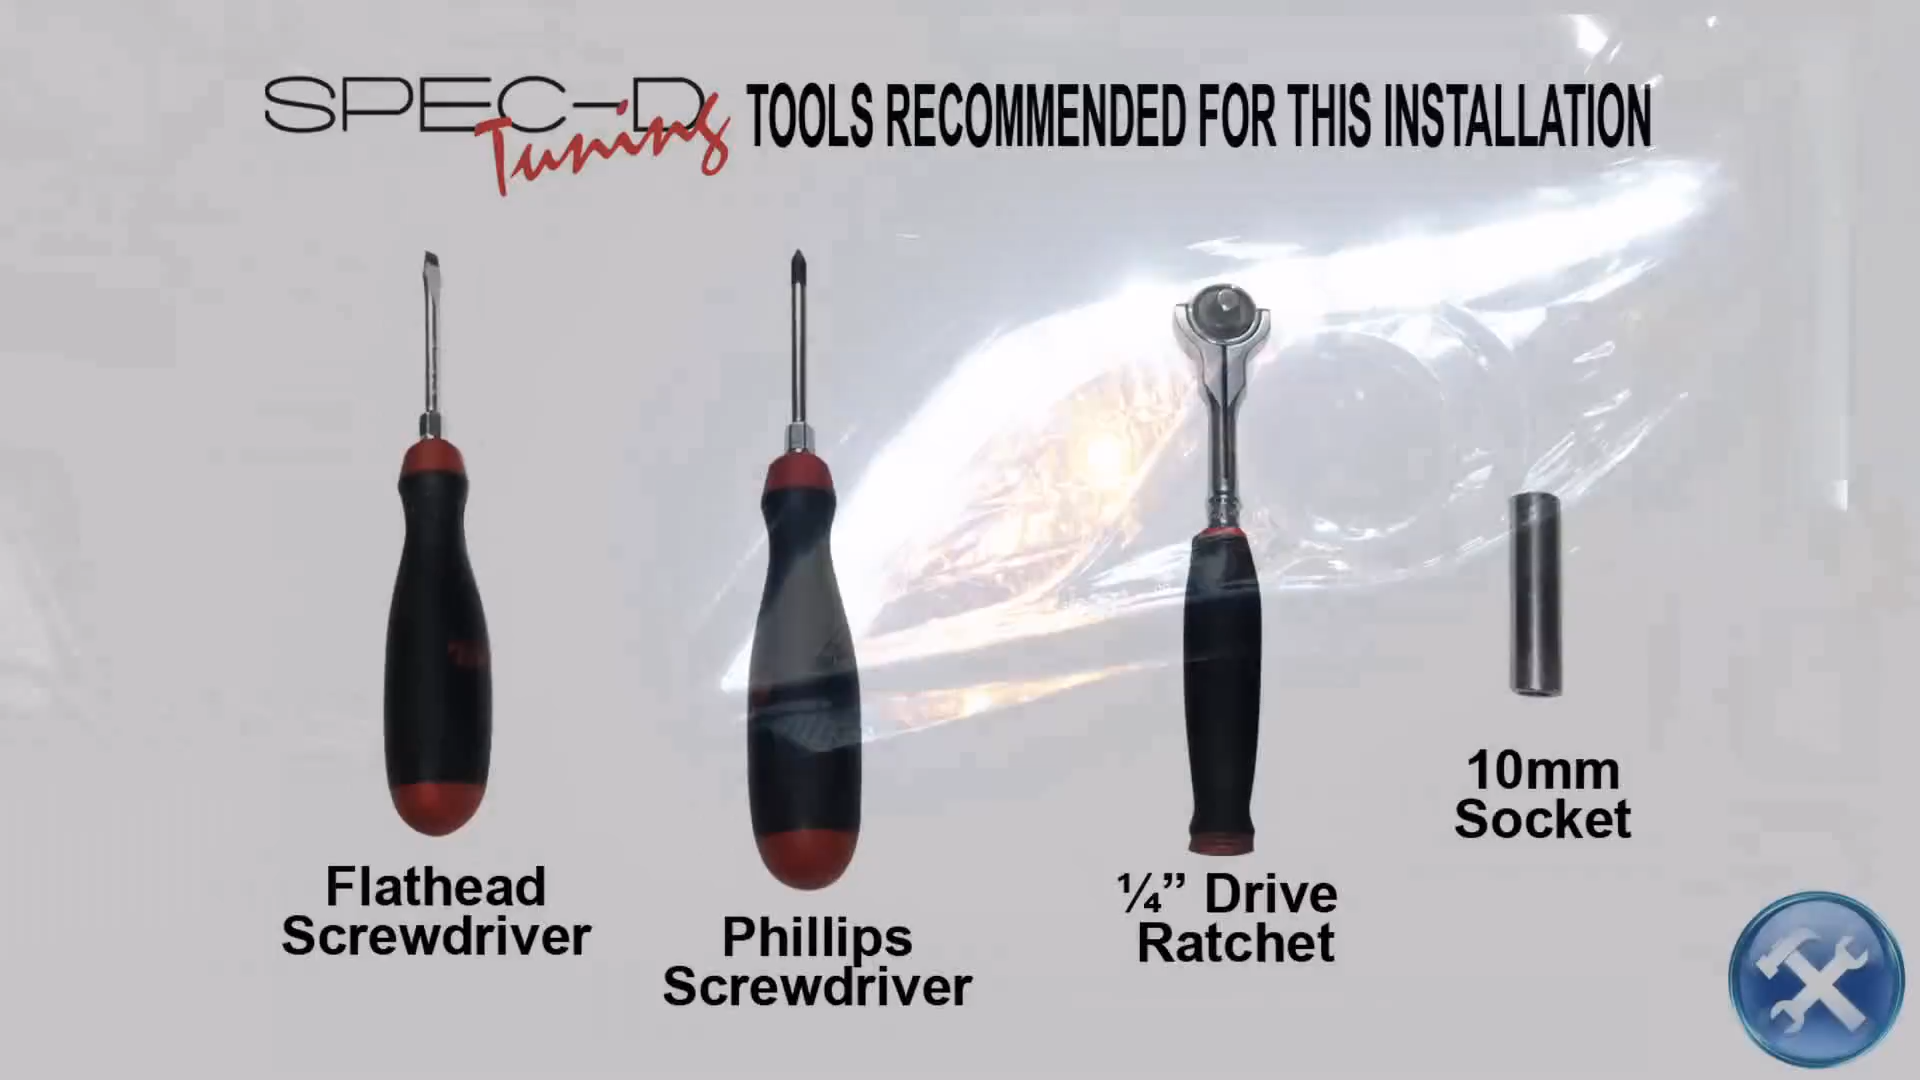 SPEC-D Tuning TOOLS RECOMMENDED FOR THIS INSTALLATION
Flathead
Screwdriver
Phillips
Screwdriver
¼” Drive
Ratchet
10mm
Socket